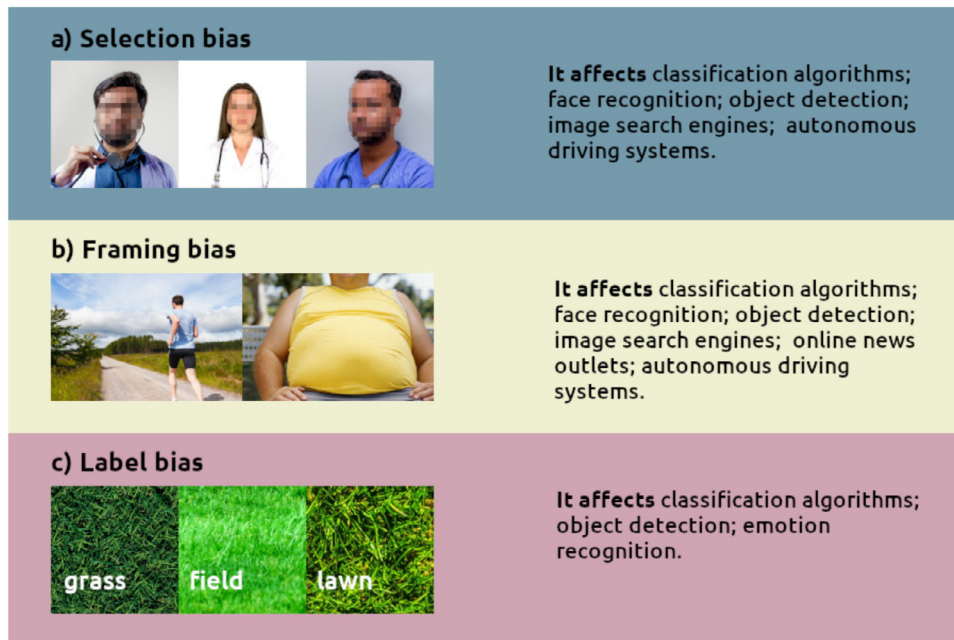 a) Selection bias
It affects classification algorithms;
face recognition; object detection;
image search engines; autonomous
driving systems.
b) Framing bias
It affects classification algorithms;
face recognition; object detection;
image search engines; online news
outlets; autonomous driving
systems.
c) Label bias
grass
field
lawn
It affects classification algorithms;
object detection; emotion
recognition.